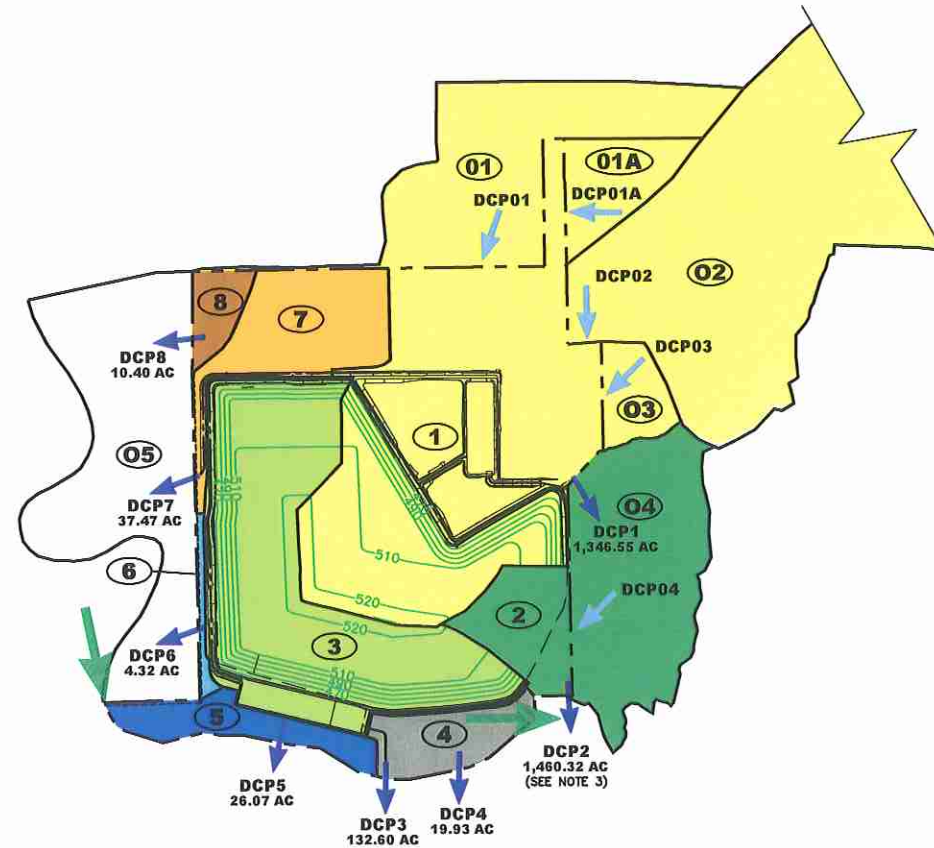 01
01A
DCP01
DCP01A
O2
DCP02
DCP03
8
7
DCP8
10.40 AC
O3
1
O5
O4
DCP7
37.47 AC
DCP1
1,346.55 AC
510
520
6
DCP04
2
520
3
DCP6
4.32 AC
510
5
4
DCP2
1,460.32 AC
(SEE NOTE 3)
DCP5
26.07 AC
DCP3
132.60 AC
DCP4
19.93 AC